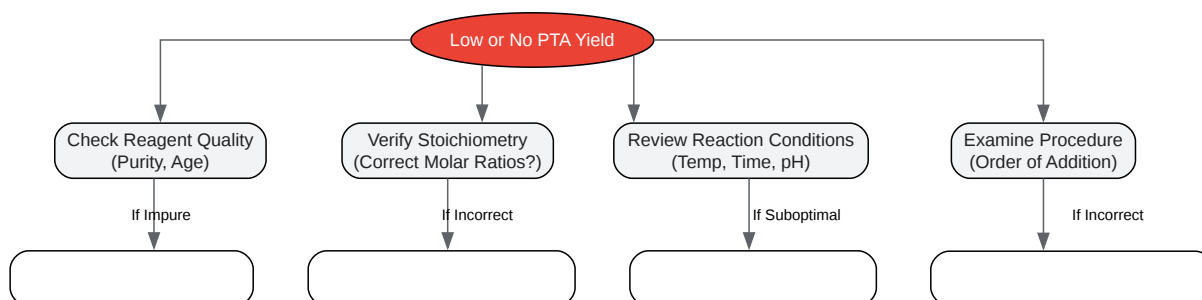 Low or No PTA Yield
Check Reagent Quality
(Purity, Age)
Verify Stoichiometry
(Correct Molar Ratios?)
Review Reaction Conditions
(Temp, Time, pH)
Examine Procedure
(Order of Addition)
If Impure
If Incorrect
If Suboptimal
If Incorrect